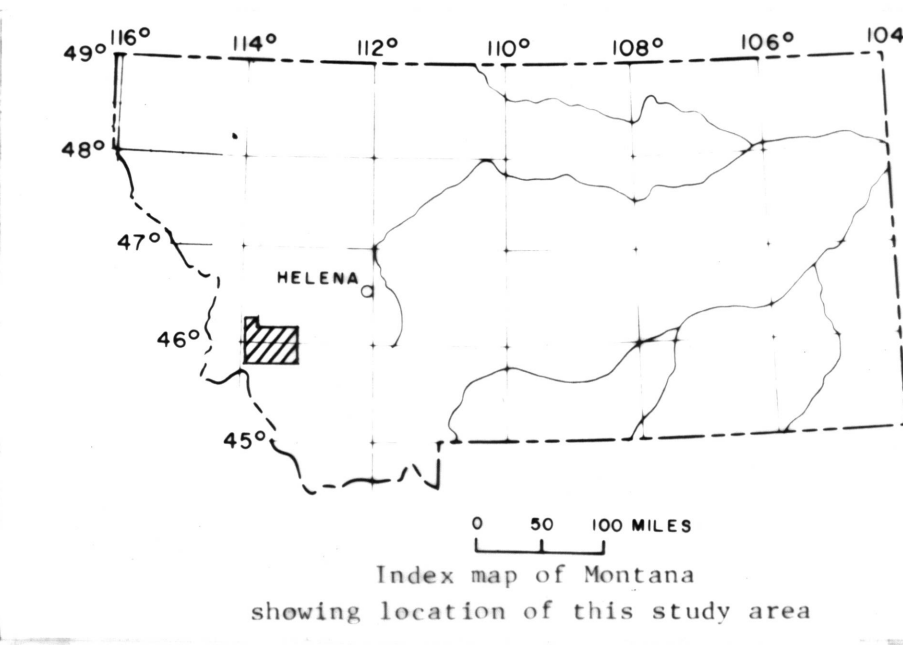 116° 114° 112° 110° 108° 106° 104
49°
48°
47°
HELENA
46°
45°
0 50 100 MILES
Index map of Montana
showing location of this study area